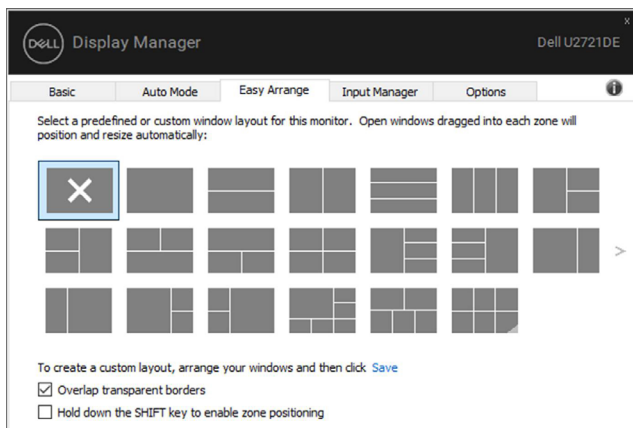 x
DELL Display Manager Dell U2721DE
Basic Auto Mode Easy Arrange Input Manager Options i
Select a predefined or custom window layout for this monitor. Open windows dragged into each zone will
position and resize automatically:
>
To create a custom layout, arrange your windows and then click Save
Overlap transparent borders
Hold down the SHIFT key to enable zone positioning